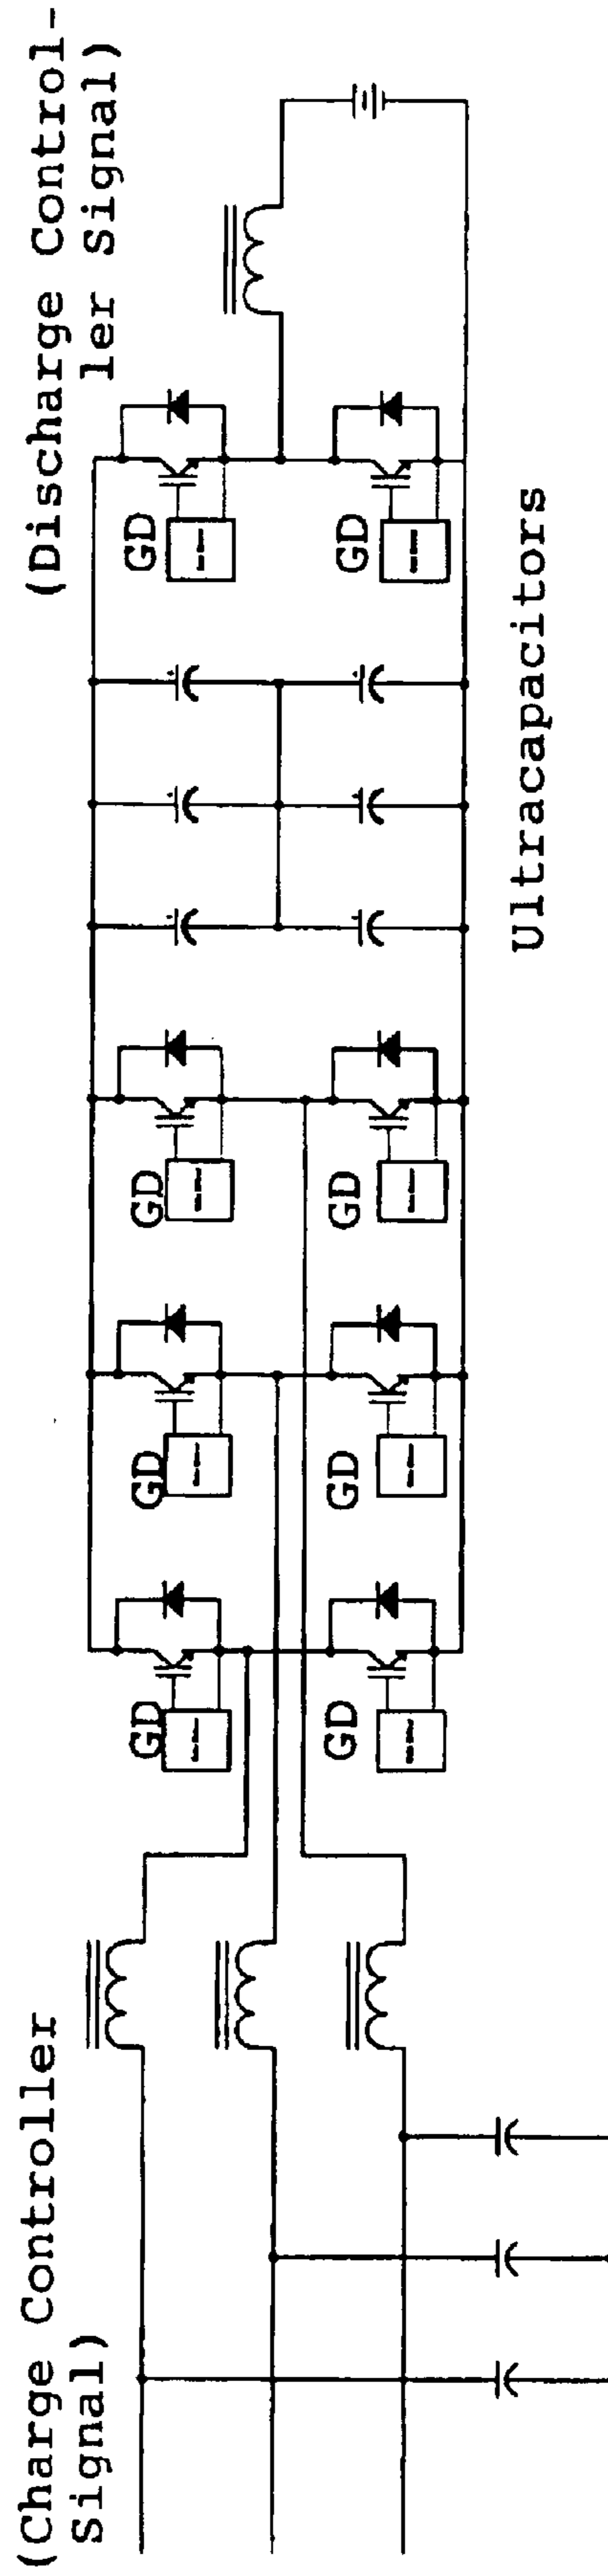 (Charge Controller
Signal)
(Discharge Control-
ler Signal)
GD
GD
GD
GD
GD
GD
GD
GD
Ultracapacitors